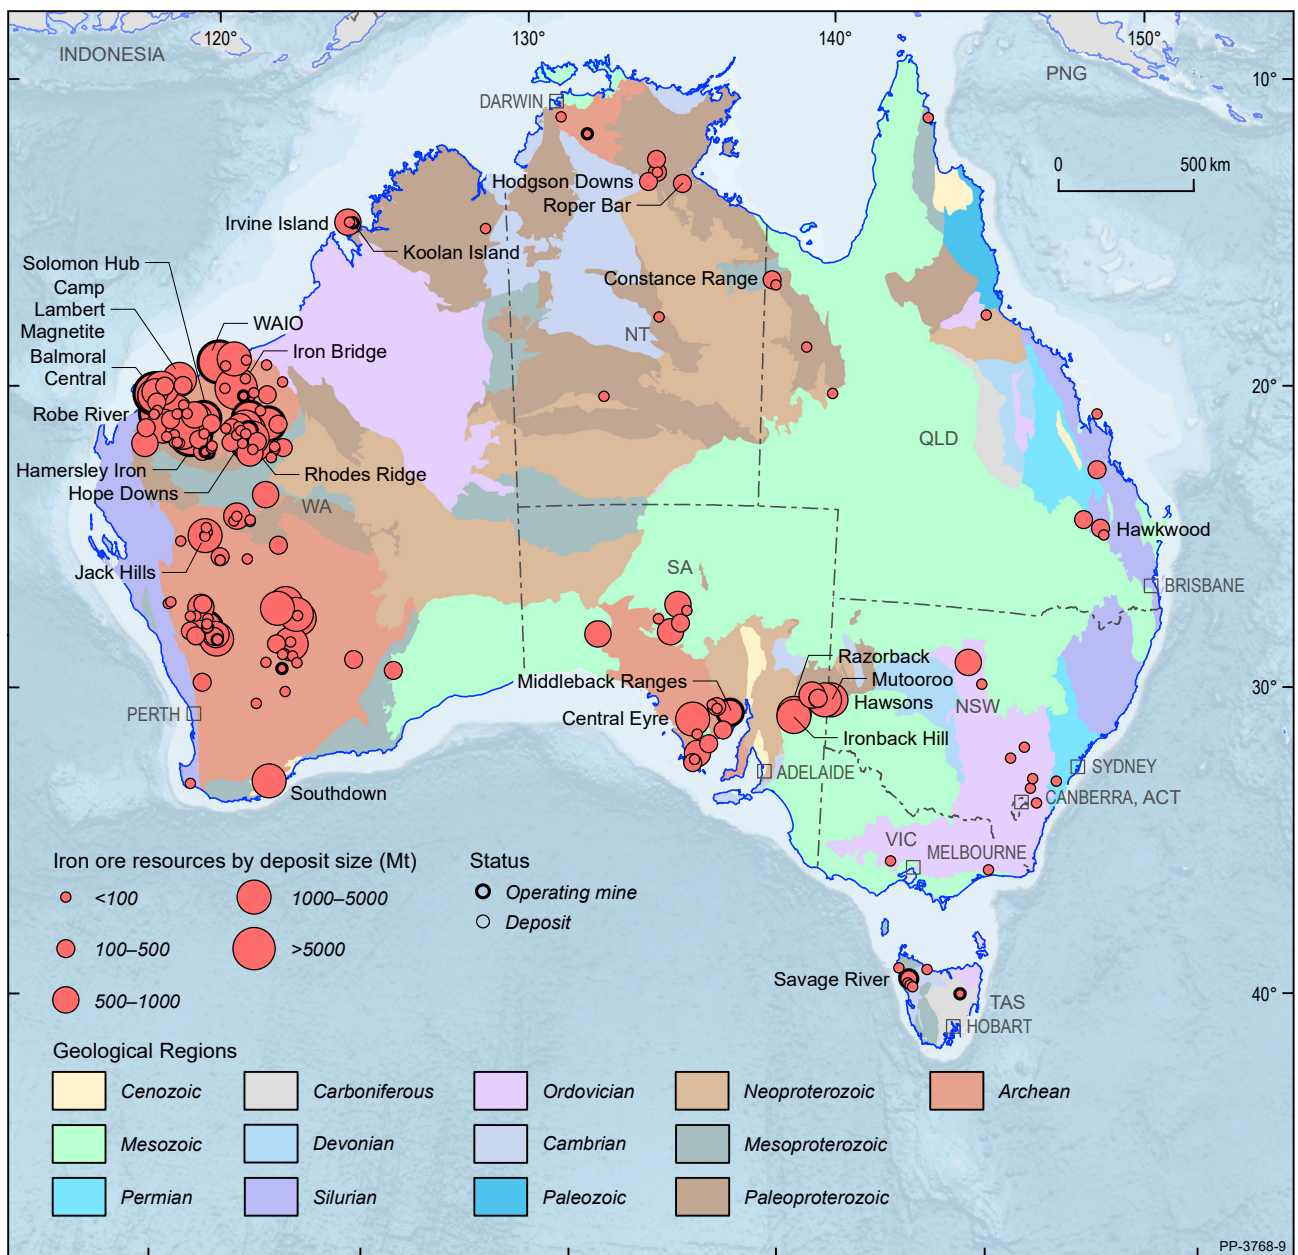 120°
130°
140°
150°
INDONESIA
PNG
10°
DARWIN
0
500 km
Hodgson Downs
Roper Bar
Irvine Island
Koolan Island
Solomon Hub
Camp
Lambert
Magnetite
Balmoral
Central
Constance Range
WAIO
Iron Bridge
NT
20°
Robe River
QLD
Hamersley Iron
Rhodes Ridge
Hope Downs
WA
Hawkwood
Jack Hills
SA
BRISBANE
Razorback
Middleback Ranges
Mutooroo
30°
Hawsons
NSW
PERTH
Central Eyre
Ironback Hill
SYDNEY
ADELAIDE
Southdown
CANBERRA, ACT
VIC
MELBOURNE
Iron ore resources by deposit size (Mt)
<100
1000–5000
100–500
>5000
500–1000
Status
Operating mine
Deposit
Savage River
40°
TAS
HOBART
Geological Regions
Cenozoic
Carboniferous
Ordovician
Neoproterozoic
Archean
Mesozoic
Devonian
Cambrian
Mesoproterozoic
Permian
Silurian
Paleozoic
Paleoproterozoic
PP-3768-9